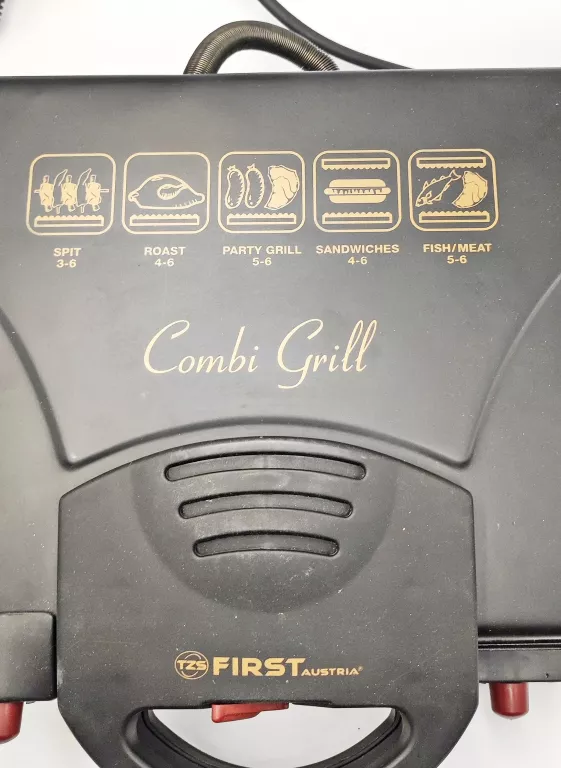 SPIT ROAST PARTY GRILL SANDWICHES FISH/MEAT
3-6 4-6 5-6 4-6 5-6
Combi Grill
TZS FIRST AUSTRIA®